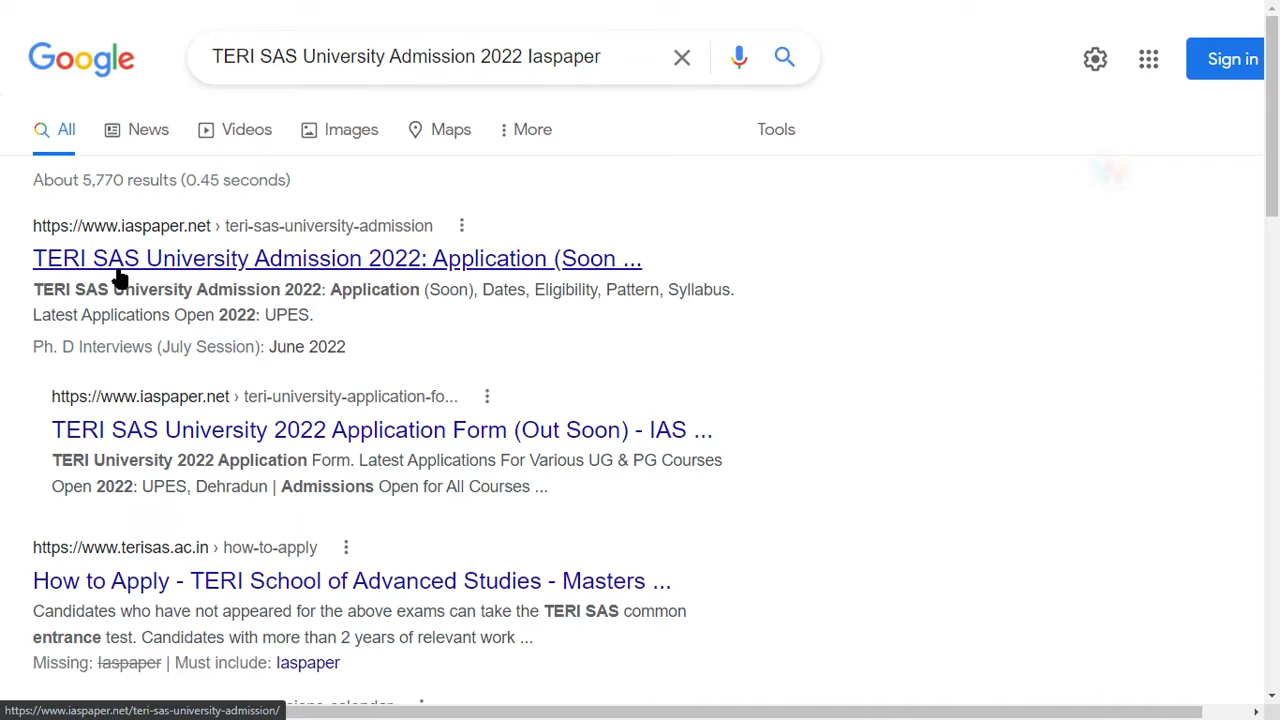 Google
TERI SAS University Admission 2022 Iaspaper
Sign in
All News Videos Images Maps More Tools
About 5,770 results (0.45 seconds)
https://www.iaspaper.net › teri-sas-university-admission
TERI SAS University Admission 2022: Application (Soon ...
TERI SAS University Admission 2022: Application (Soon), Dates, Eligibility, Pattern, Syllabus.
Latest Applications Open 2022: UPES.
Ph. D Interviews (July Session): June 2022
https://www.iaspaper.net › teri-university-application-fo...
TERI SAS University 2022 Application Form (Out Soon) - IAS ...
TERI University 2022 Application Form. Latest Applications For Various UG & PG Courses
Open 2022: UPES, Dehradun | Admissions Open for All Courses ...
https://www.terisas.ac.in › how-to-apply
How to Apply - TERI School of Advanced Studies - Masters ...
Candidates who have not appeared for the above exams can take the TERI SAS common
entrance test. Candidates with more than 2 years of relevant work ...
Missing: Iaspaper | Must include: Iaspaper
https://www.iaspaper.net/teri-sas-university-admission/